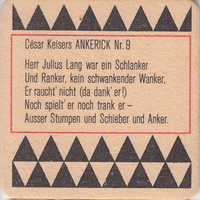 César Keisers ANKERICK Nr. 9
Herr Julius Lang war ein Schlanker
Und Ranker, kein schwankender Wanker,
Er raucht' nicht (da dank' er!)
Noch spielt' er noch trank er –
Ausser Stumpen und Schieber und Anker.